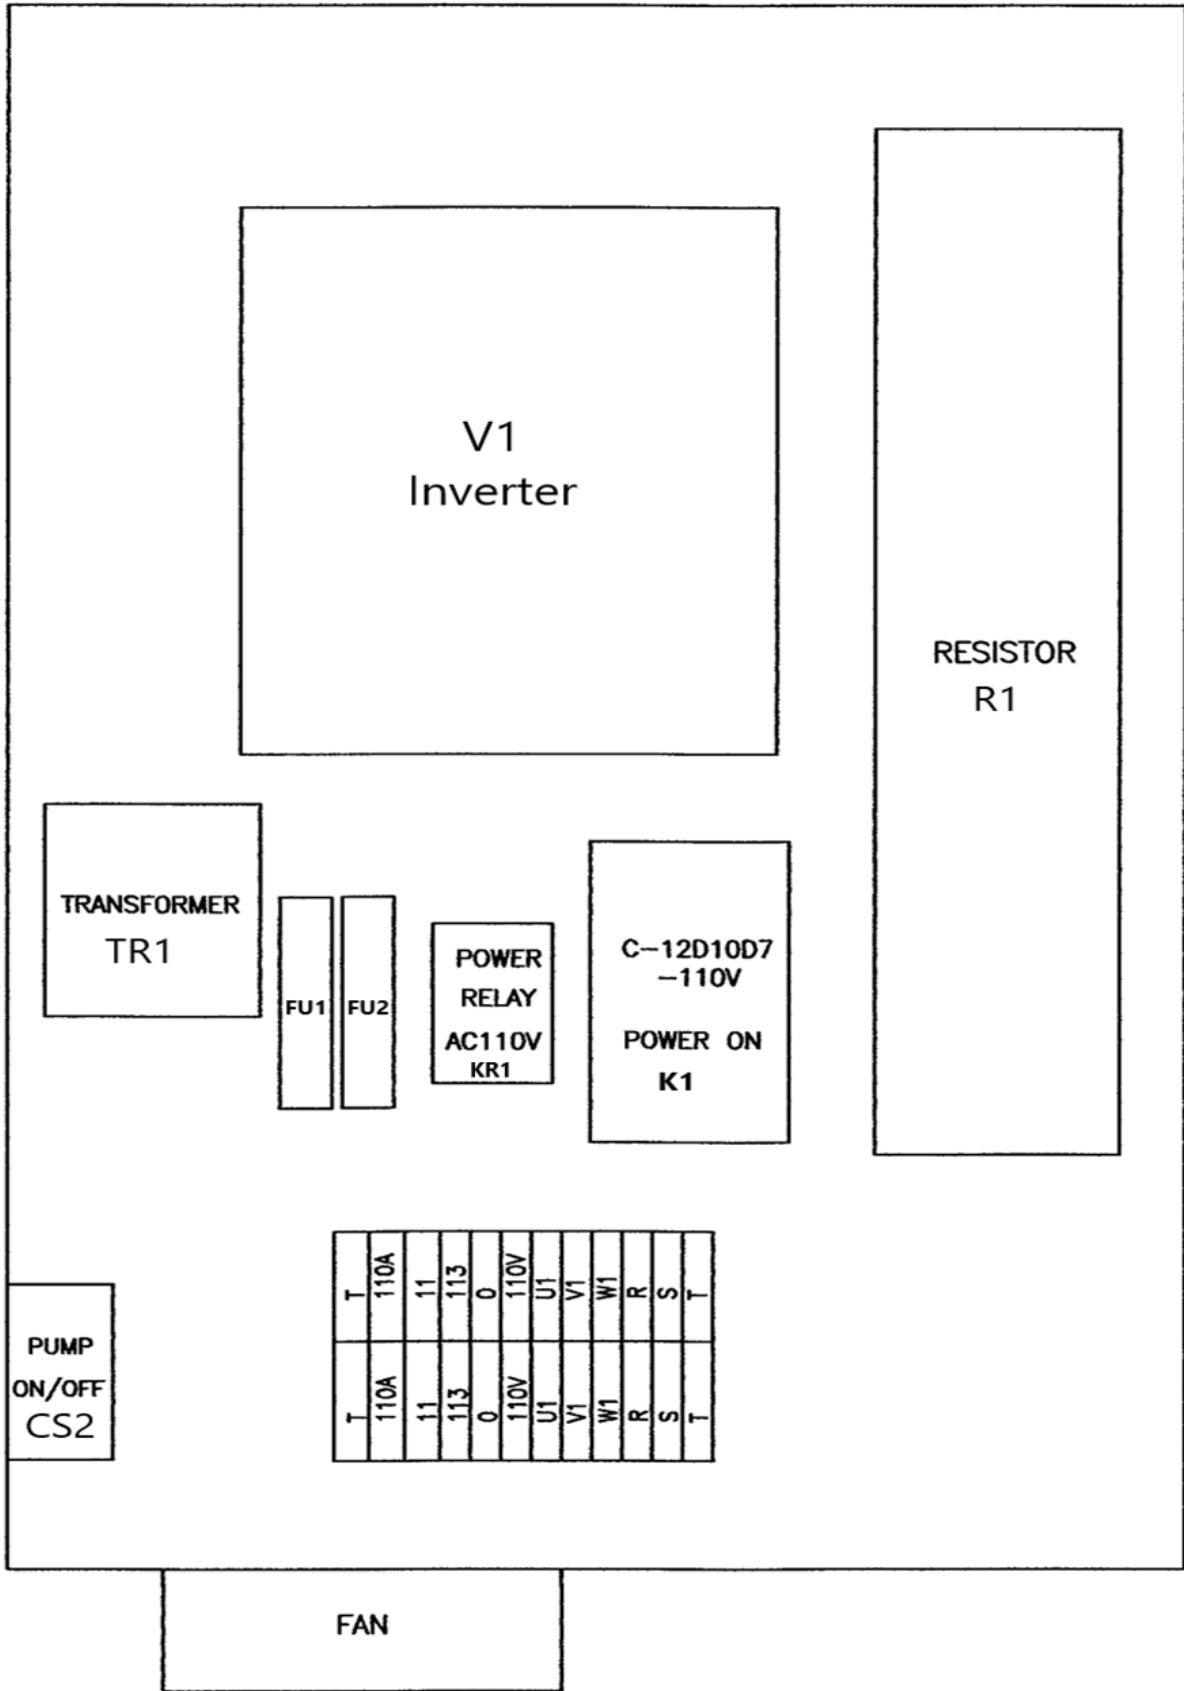 V1
Inverter
RESISTOR
R1
TRANSFORMER
TR1
FU1
FU2
POWER
RELAY
AC110V
KR1
C-12D10D7
-110V
POWER ON
K1
T 110A 11 113 0 110V U1 V1 W1 R S T
T 110A 11 113 0 110V U1 V1 W1 R S T
PUMP
ON/OFF
CS2
FAN